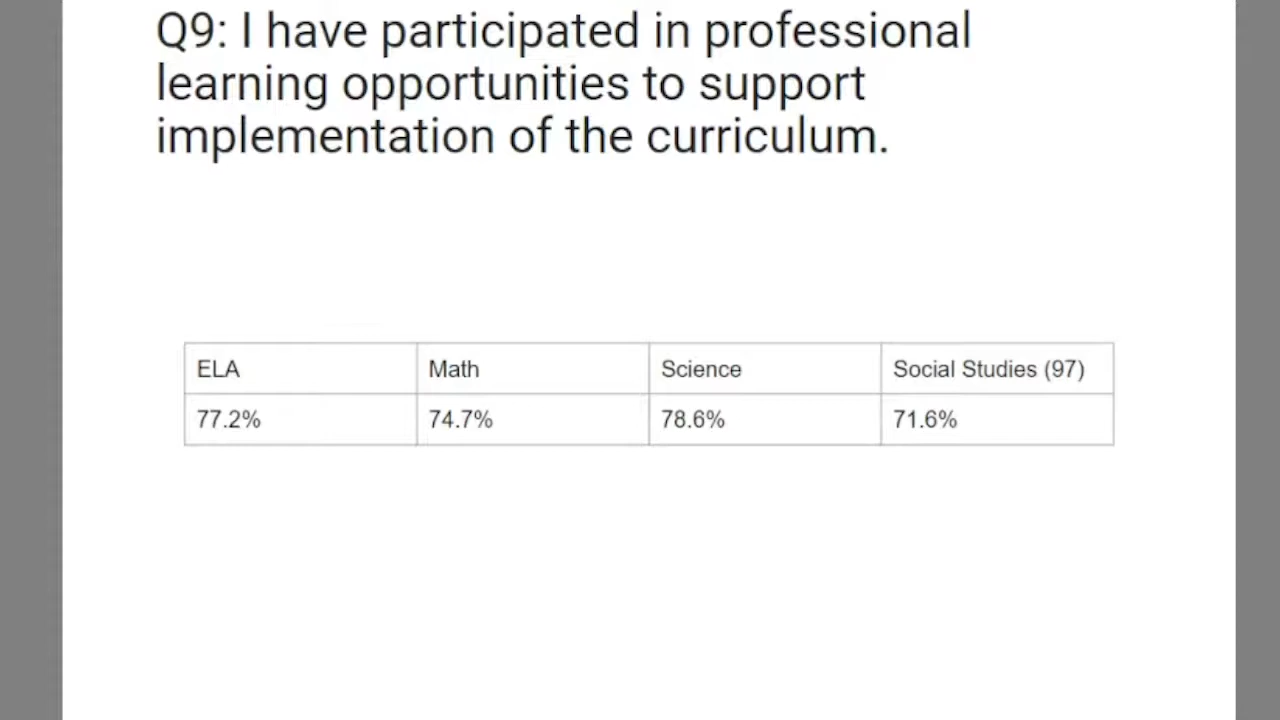 Q9: I have participated in professional
learning opportunities to support
implementation of the curriculum.
ELA Math Science Social Studies (97)
77.2% 74.7% 78.6% 71.6%